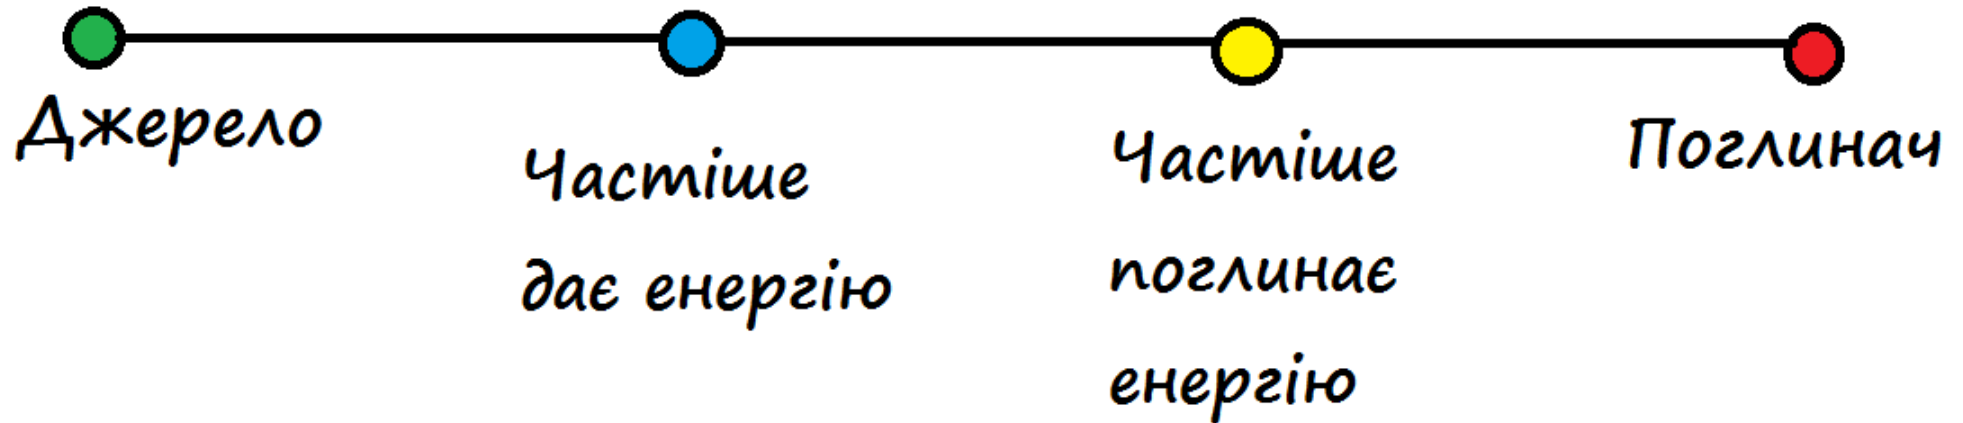 Джерело
Частіше
дає енергію
Частіше
поглинає
енергію
Поглинач